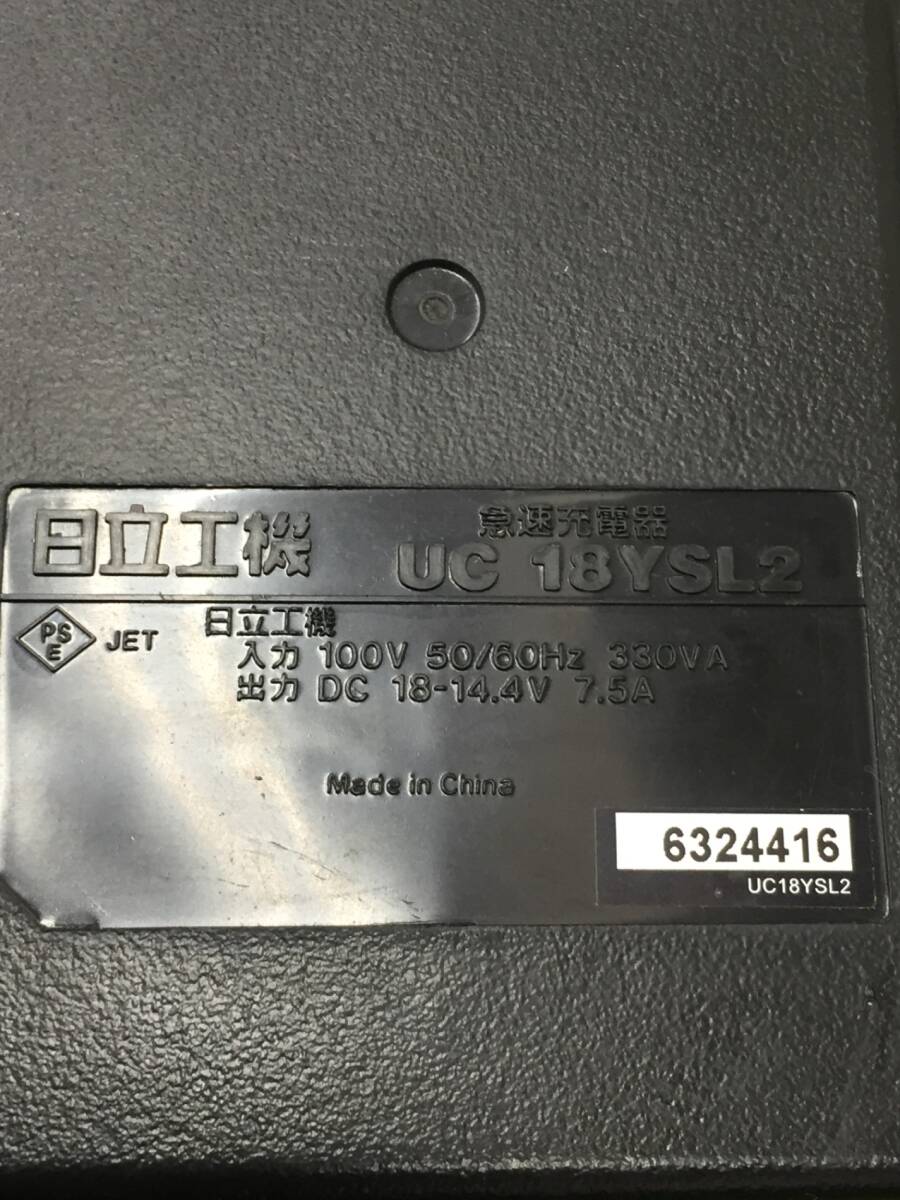 日立工機
急速充電器
UC 18YSL2
PS
E
JET
日立工機
入力 100V 50/60Hz 330VA
出力 DC 18-14.4V 7.5A
Made in China
6324416
UC18YSL2